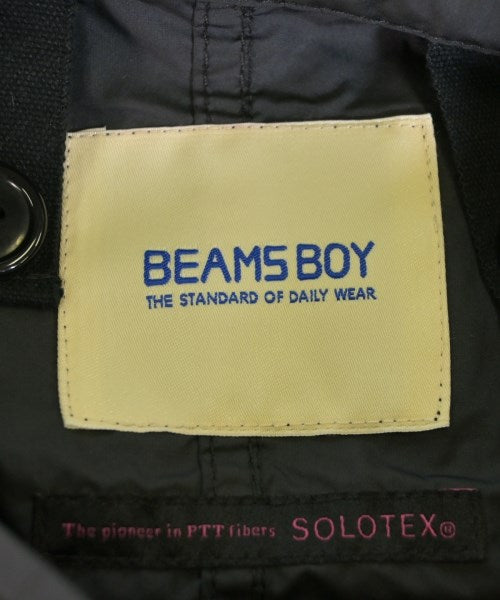 BEAMS BOY
THE STANDARD OF DAILY WEAR
The pioneer in PTT fibers SOLOTEX®